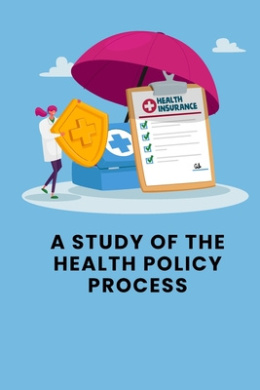 HEALTH
INSURANCE
A STUDY OF THE
HEALTH POLICY
PROCESS